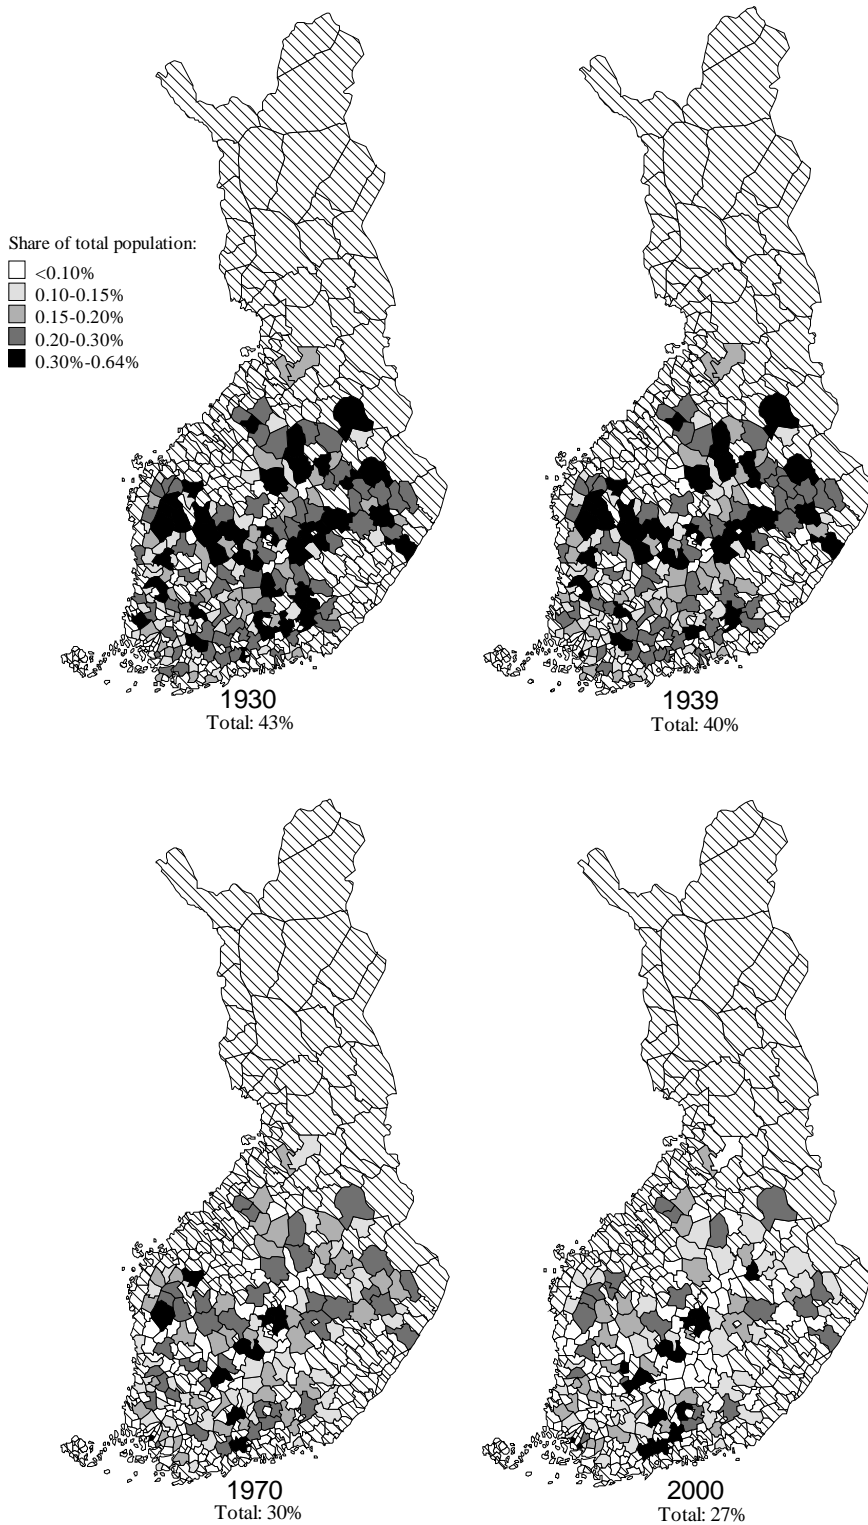 Share of total population:
<0.10%
0.10-0.15%
0.15-0.20%
0.20-0.30%
0.30%-0.64%
1930
Total: 43%
1939
Total: 40%
1970
Total: 30%
2000
Total: 27%